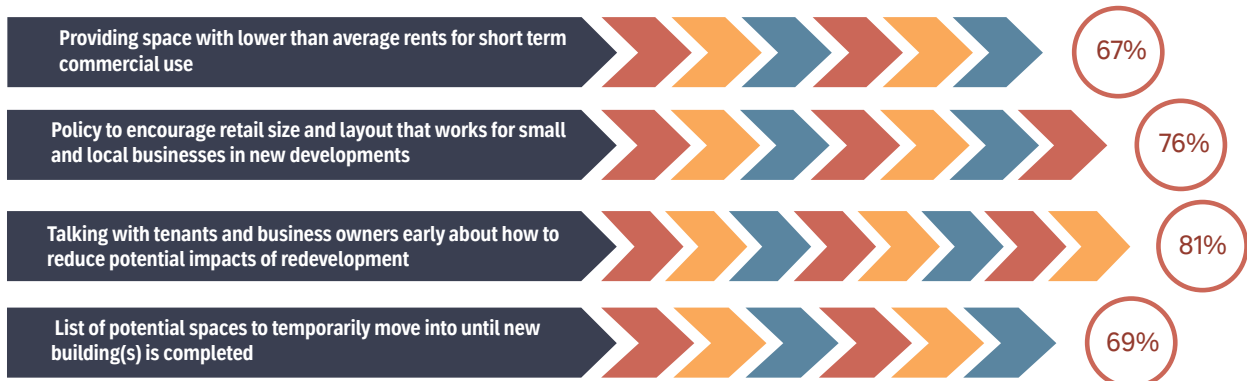 Providing space with lower than average rents for short term
commercial use
67%
Policy to encourage retail size and layout that works for small
and local businesses in new developments
76%
Talking with tenants and business owners early about how to
reduce potential impacts of redevelopment
81%
List of potential spaces to temporarily move into until new
building(s) is completed
69%